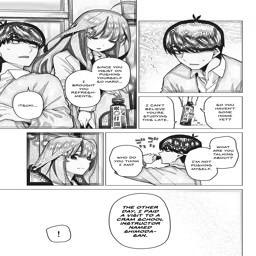 SO YOU
HAVEN'T
GONE
HOME
YET?
I CAN'T
BELIEVE
YOU'RE
STUDYING
THIS LATE.
SINCE YOU
INSIST ON
PUSHING
YOURSELF
SO HARD...
I
BROUGHT
YOU
REFRESH-
MENTS.
ITSUKI...
WHAT ARE
YOU TALKING
ABOUT?
I'M NOT
PUSHING
MYSELF.
WHO DO
YOU THINK
I AM?
THE OTHER
DAY, I PAID
A VISIT TO A
CRAM SCHOOL
INSTRUCTOR
NAMED
SHIMODA-
SAN.
!